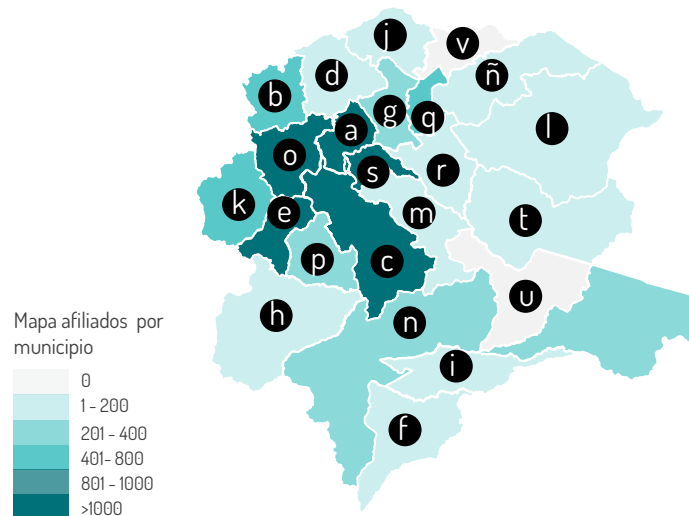 j
v
d
ñ
b
g
q
l
a
o
s
r
k
e
m
t
p
c
u
h
n
i
f
Mapa afiliados por
municipio
0
1 - 200
201 - 400
401 - 800
801 - 1000
>1000